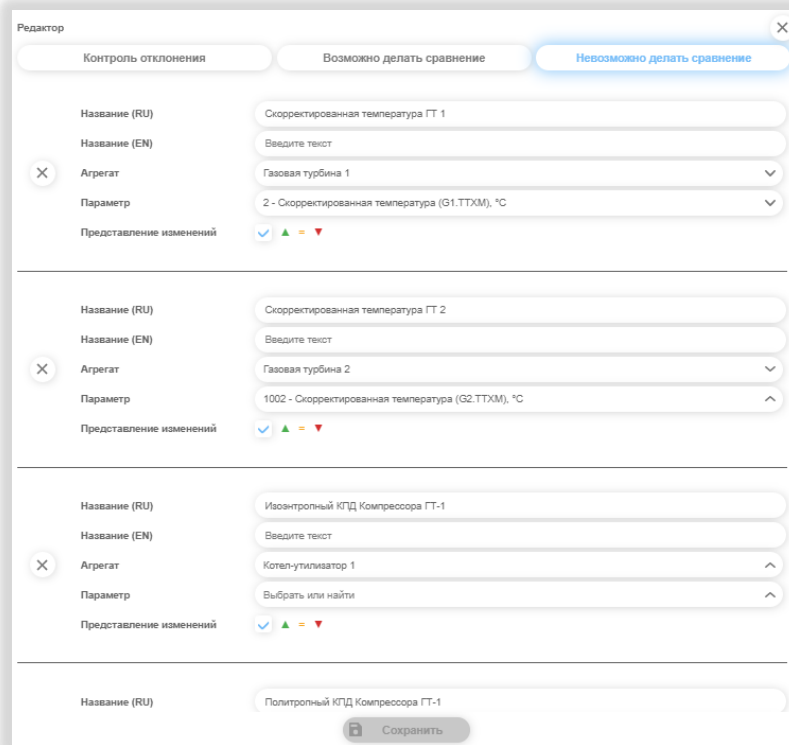 Редактор
Контроль отклонения Возможно делать сравнение Невозможно делать сравнение
Название (RU) Скорректированная температура ГТ 1
Название (EN) Введите текст
Агрегат Газовая турбина 1
Параметр 2 - Скорректированная температура (G1.TTXM), °C
Представление изменений ▲ = ▼
Название (RU) Скорректированная температура ГТ 2
Название (EN) Введите текст
Агрегат Газовая турбина 2
Параметр 1002 - Скорректированная температура (G2.TTXM), °C
Представление изменений ▲ = ▼
Название (RU) Изоэнтропный КПД Компрессора ГТ-1
Название (EN) Введите текст
Агрегат Котел-утилизатор 1
Параметр Выбрать или найти
Представление изменений ▲ = ▼
Название (RU) Политропный КПД Компрессора ГТ-1
Сохранить